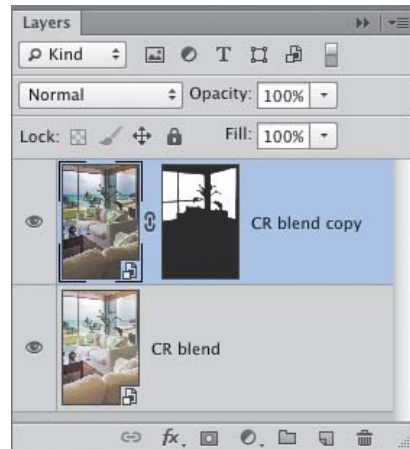 Layers
Kind
Normal Opacity: 100%
Lock: Fill: 100%
CR blend copy
CR blend
fx